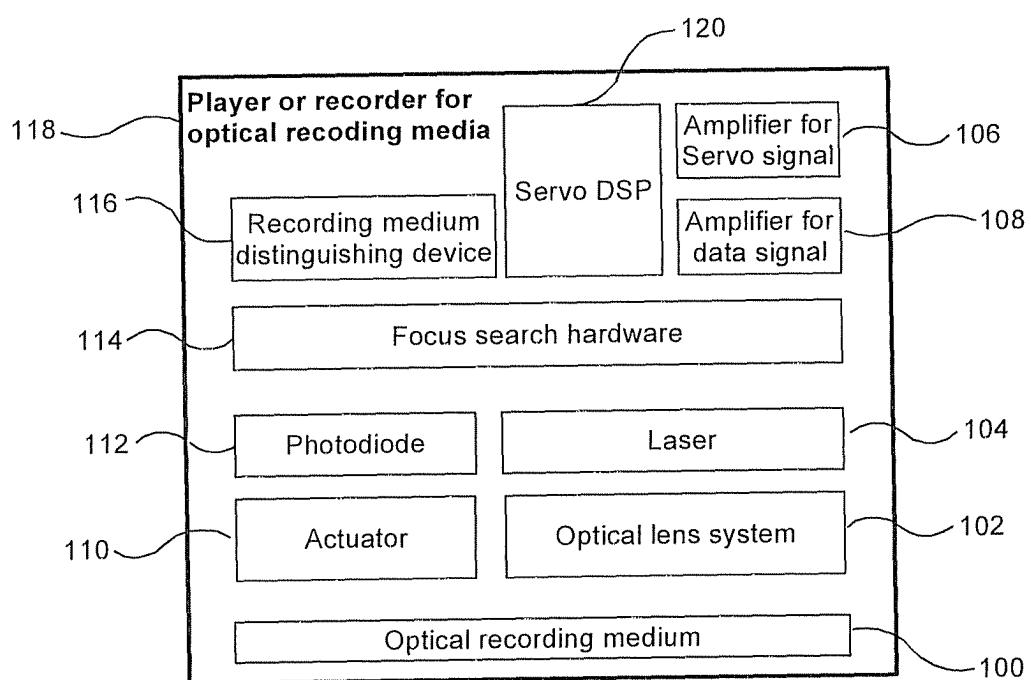 120
Player or recorder for
optical recoding media
118
Servo DSP
Amplifier for
Servo signal
106
116
Recording medium
distinguishing device
Amplifier for
data signal
108
114
Focus search hardware
112
Photodiode
Laser
104
110
Actuator
Optical lens system
102
Optical recording medium
100